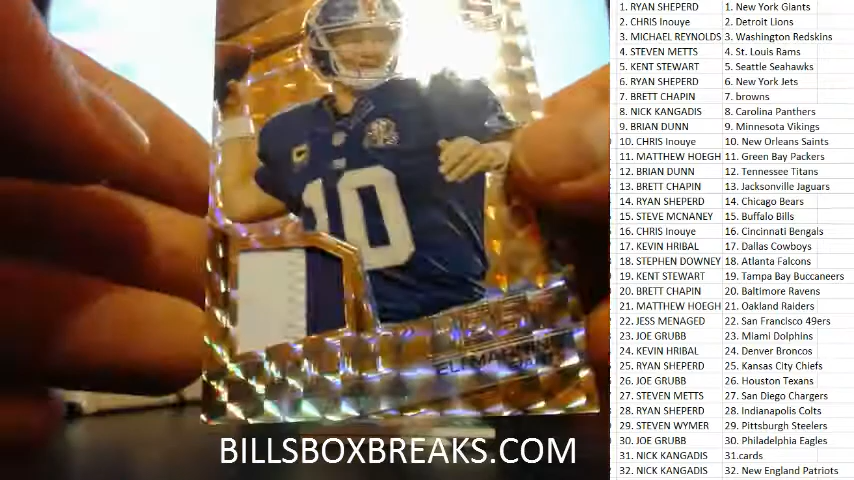 10
ELI MANNING
BILLSBOXBREAKS.COM
1. RYAN SHEPERD 1. New York Giants
2. CHRIS Inouye 2. Detroit Lions
3. MICHAEL REYNOLDS 3. Washington Redskins
4. STEVEN METTS 4. St. Louis Rams
5. KENT STEWART 5. Seattle Seahawks
6. RYAN SHEPERD 6. New York Jets
7. BRETT CHAPIN 7. browns
8. NICK KANGADIS 8. Carolina Panthers
9. BRIAN DUNN 9. Minnesota Vikings
10. CHRIS Inouye 10. New Orleans Saints
11. MATTHEW HOEGH 11. Green Bay Packers
12. BRIAN DUNN 12. Tennessee Titans
13. BRETT CHAPIN 13. Jacksonville Jaguars
14. RYAN SHEPERD 14. Chicago Bears
15. STEVE MCNANEY 15. Buffalo Bills
16. CHRIS Inouye 16. Cincinnati Bengals
17. KEVIN HRIBAL 17. Dallas Cowboys
18. STEPHEN DOWNEY 18. Atlanta Falcons
19. KENT STEWART 19. Tampa Bay Buccaneers
20. BRETT CHAPIN 20. Baltimore Ravens
21. MATTHEW HOEGH 21. Oakland Raiders
22. JESS MENAGED 22. San Francisco 49ers
23. JOE GRUBB 23. Miami Dolphins
24. KEVIN HRIBAL 24. Denver Broncos
25. RYAN SHEPERD 25. Kansas City Chiefs
26. JOE GRUBB 26. Houston Texans
27. STEVEN METTS 27. San Diego Chargers
28. RYAN SHEPERD 28. Indianapolis Colts
29. STEVEN WYMER 29. Pittsburgh Steelers
30. JOE GRUBB 30. Philadelphia Eagles
31. NICK KANGADIS 31.cards
32. NICK KANGADIS 32. New England Patriots